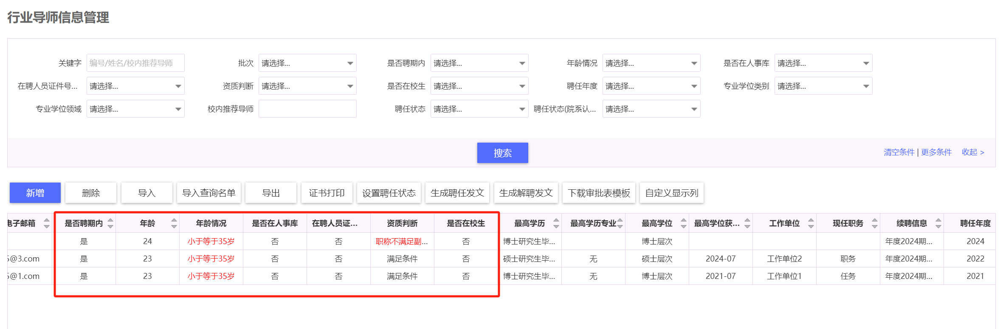 行业导师信息管理
关键字 编号/姓名/校内推荐导师 批次 请选择... 是否聘期内 请选择... 年龄情况 请选择... 是否在人事库 请选择...
在聘人员证件号... 请选择... 资质判断 请选择... 是否在校生 请选择... 聘任年度 请选择... 专业学位类别 请选择...
专业学位领域 请选择... 校内推荐导师 聘任状态 请选择... 聘任状态(院系认... 请选择...
搜索 清空条件 | 更多条件 收起 >
新增 删除 导入 导入查询名单 导出 证书打印 设置聘任状态 生成聘任发文 生成解聘发文 下载审批表模板 自定义显示列
电子邮箱 是否聘期内 年龄 年龄情况 是否在人事库 在聘人员证... 资质判断 是否在校生 最高学历 最高学历专业 最高学位 最高学位获... 工作单位 现任职务 续聘信息 聘任年度
是 24 小于等于35岁 否 否 职称不满足副... 否 博士研究生毕... 博士层次 年度2024期... 2024
5@3.com 是 23 小于等于35岁 否 否 满足条件 否 硕士研究生毕... 无 硕士层次 2024-07 工作单位2 职务 年度2024期... 2022
5@1.com 是 23 小于等于35岁 否 否 满足条件 否 博士研究生毕... 无 博士层次 2021-07 工作单位1 任务 年度2024期... 2021